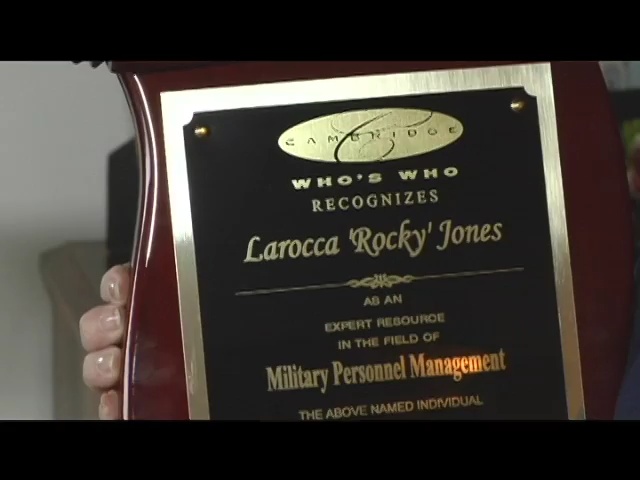 CAMBRIDGE
WHO'S WHO
RECOGNIZES
Larocca 'Rocky' Jones
AS AN
EXPERT RESOURCE
IN THE FIELD OF
Military Personnel Management
THE ABOVE NAMED INDIVIDUAL